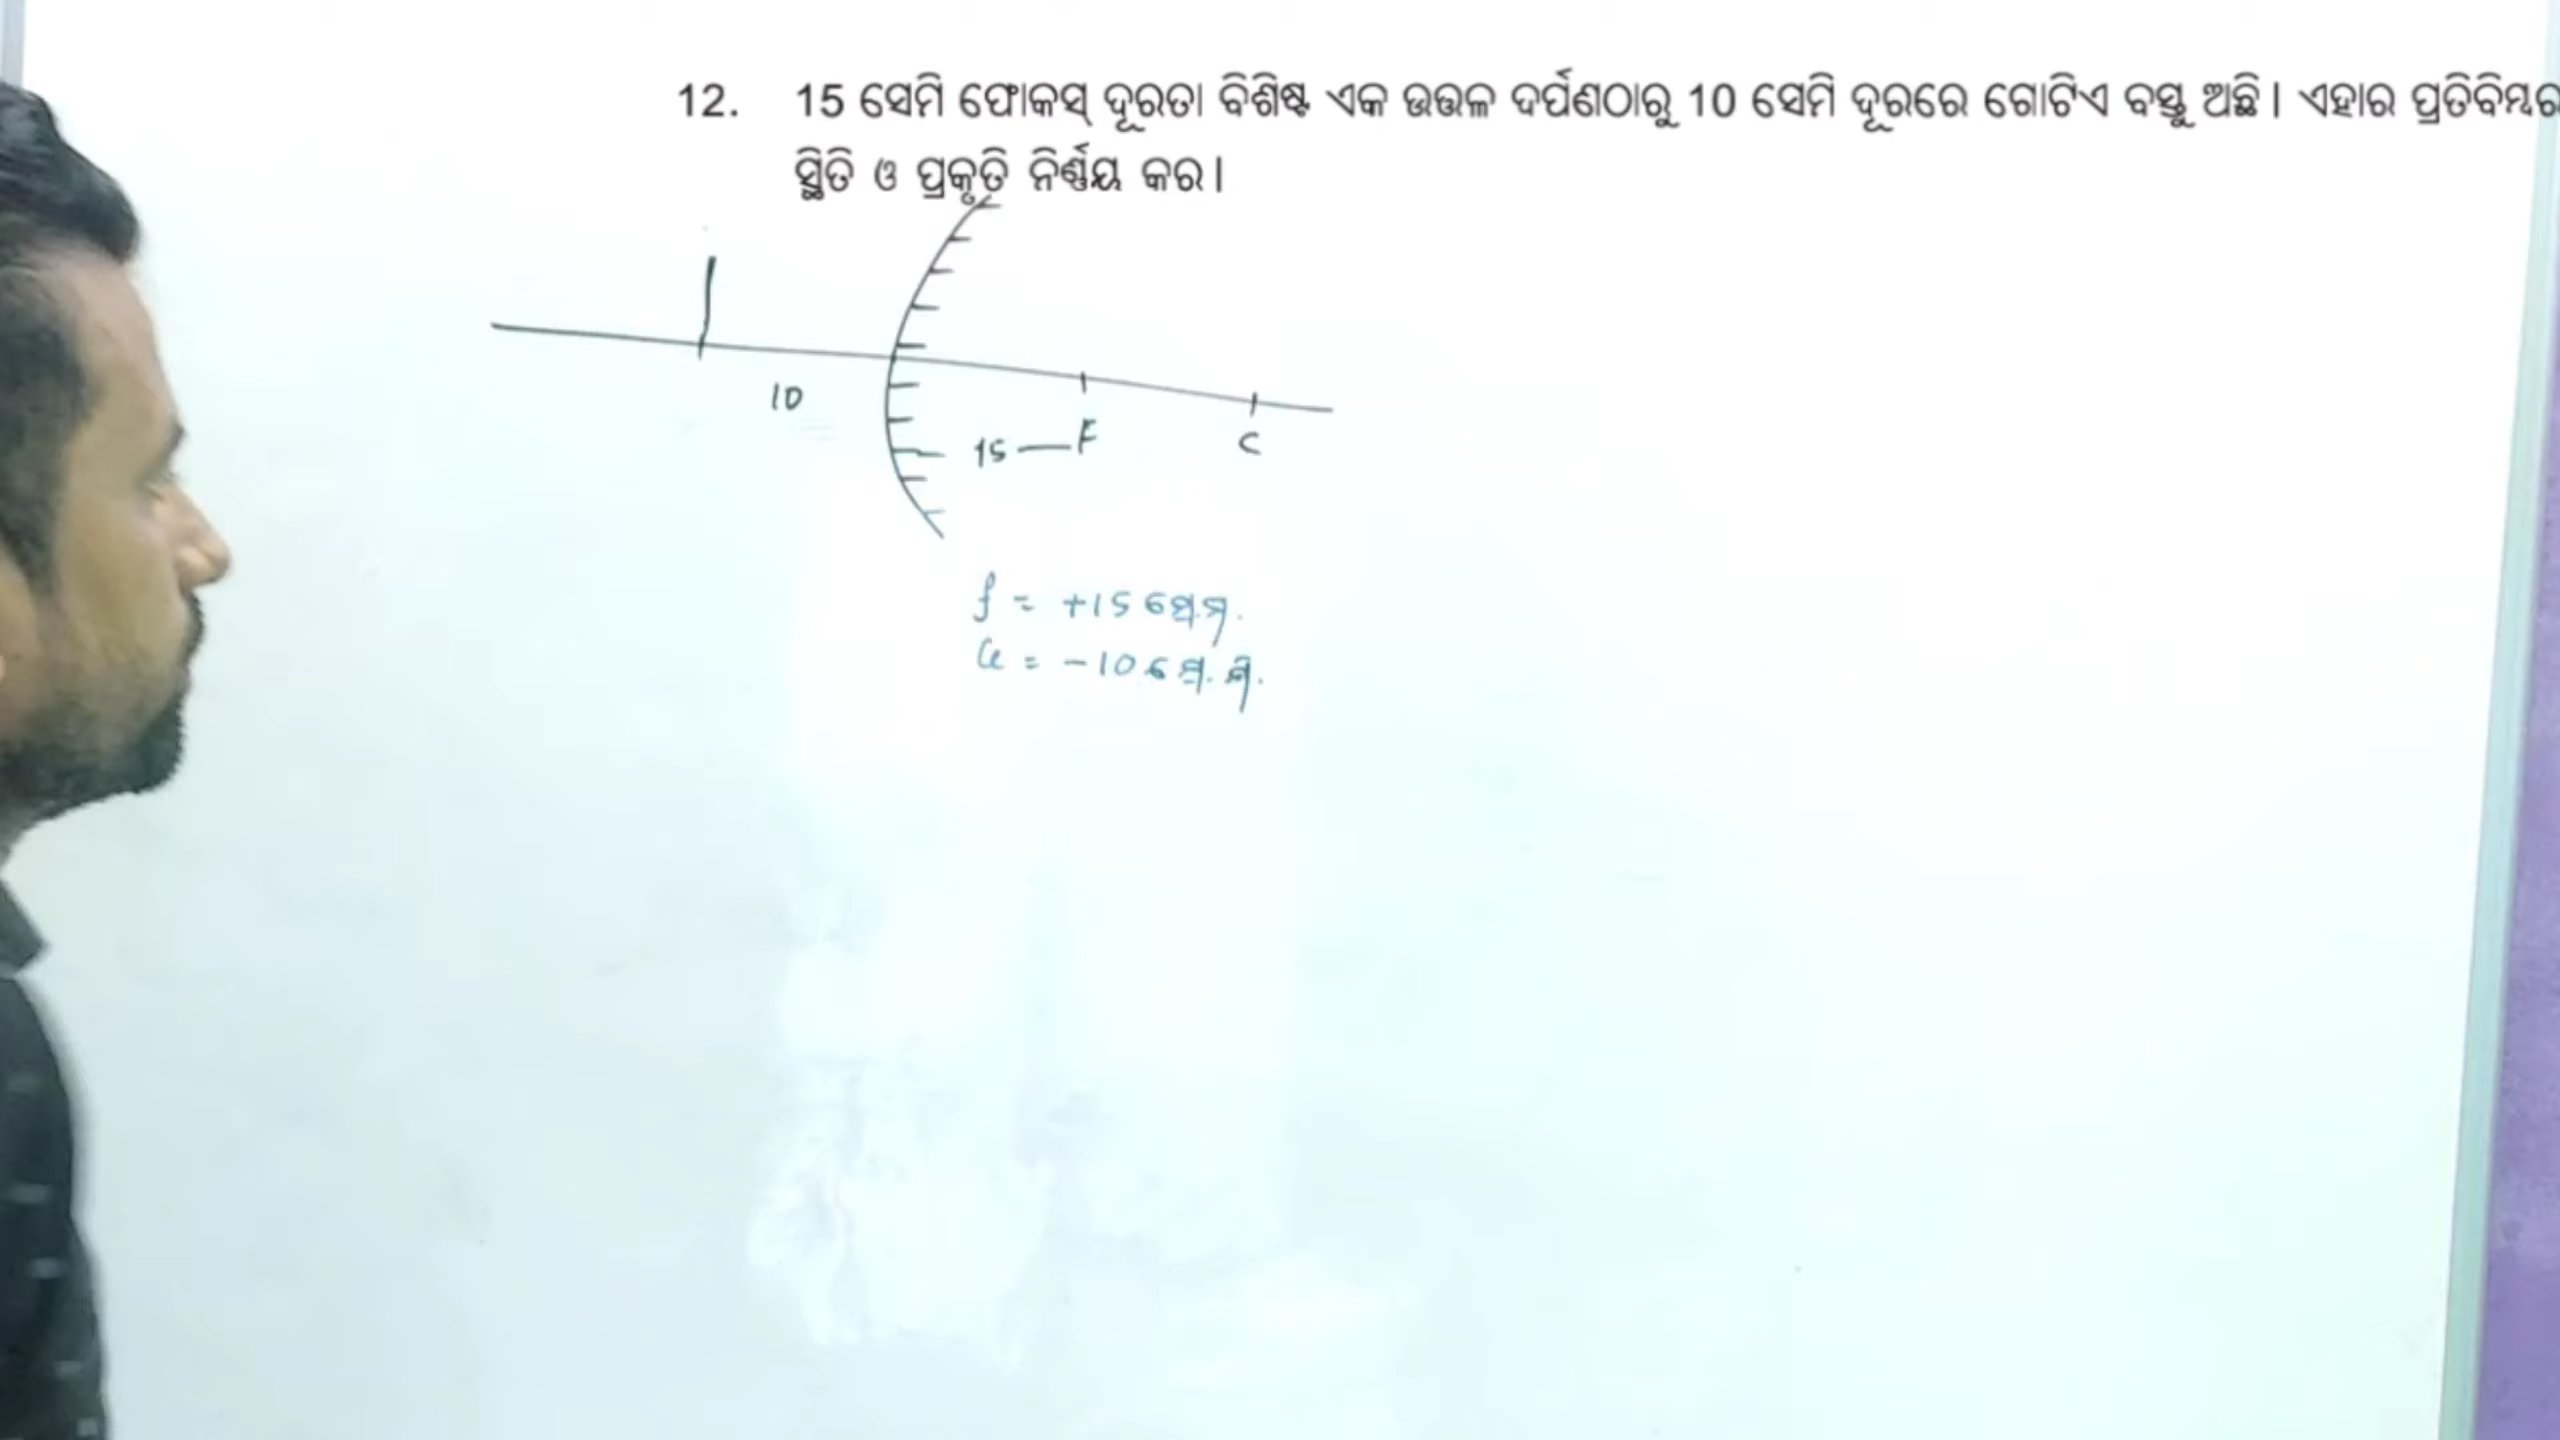 12. 15 ସେମି ଫୋକସ୍ ଦୂରତା ବିଶିଷ୍ଟ ଏକ ଉତ୍ତଳ ଦର୍ପଣଠାରୁ 10 ସେମି ଦୂରରେ ଗୋଟିଏ ବସ୍ତୁ ଅଛି। ଏହାର ପ୍ରତିବିମ୍ବର
ସ୍ଥିତି ଓ ପ୍ରକୃତି ନିର୍ଣ୍ଣୟ କର।
10
15 — F
C
f = +15 ସେ.ମି.
u = -10 ସେ.ମି.